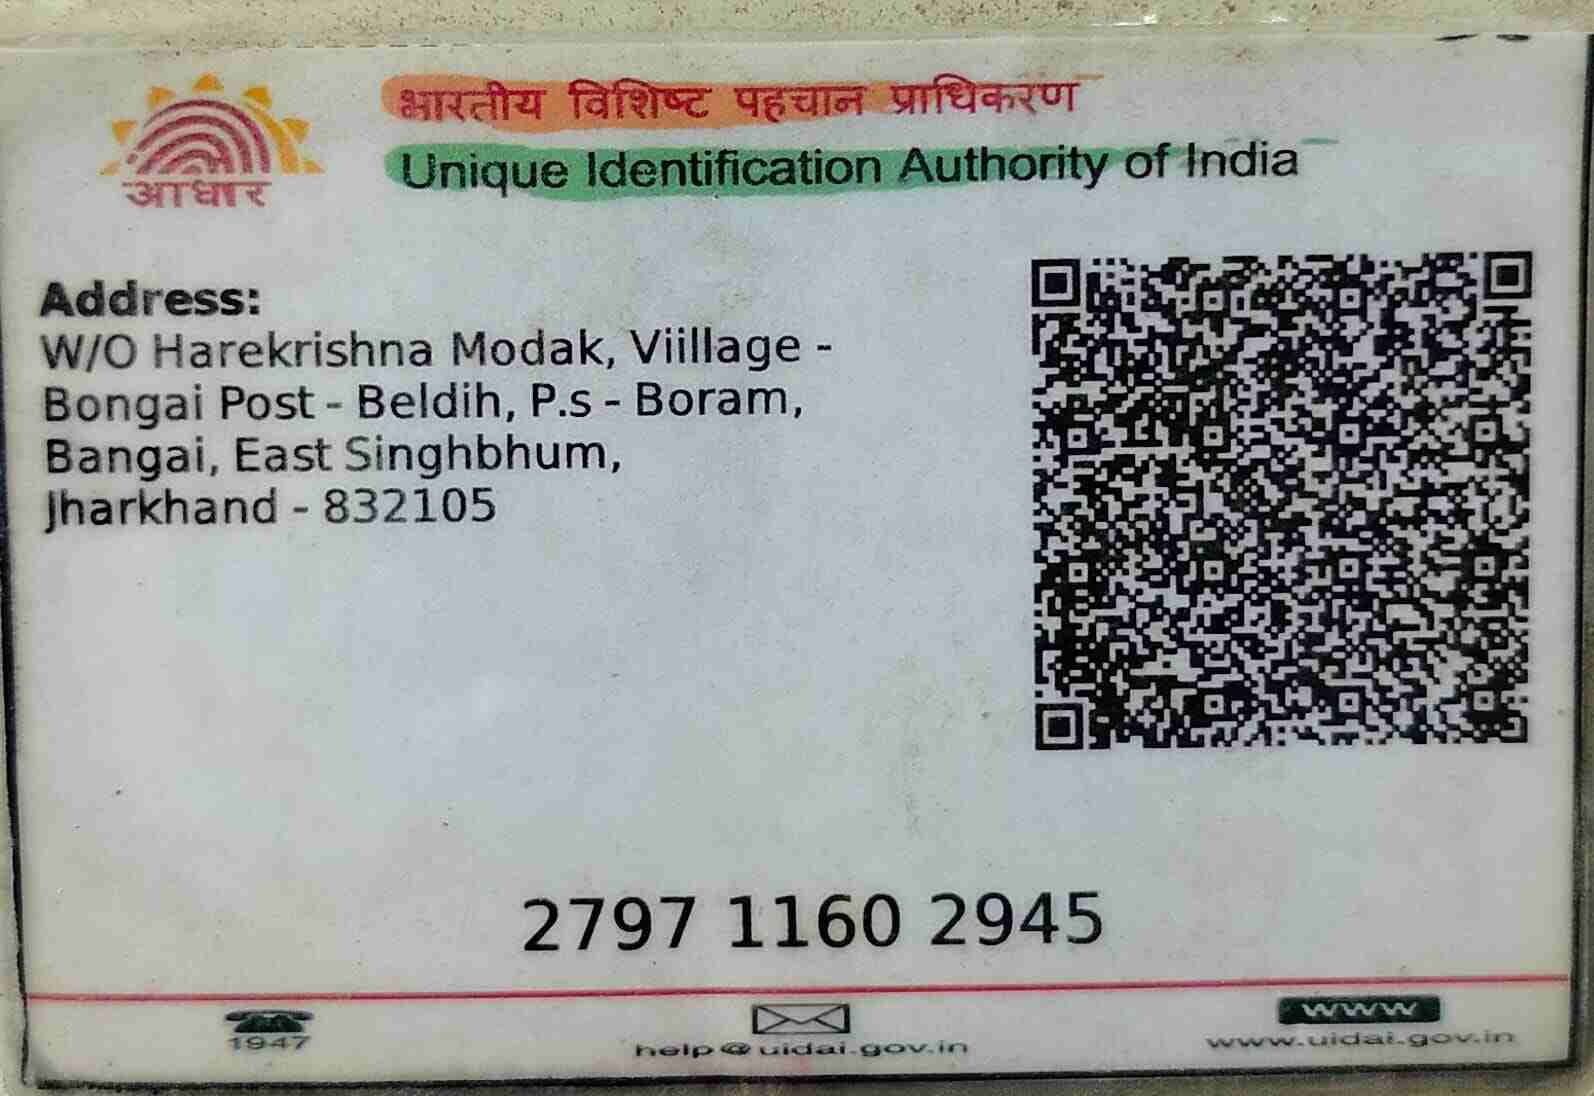 भारतीय विशिष्ट पहचान प्राधिकरण
Unique Identification Authority of India
आधार
Address:
W/O Harekrishna Modak, Viillage -
Bongai Post - Beldih, P.s - Boram,
Bangai, East Singhbhum,
Jharkhand - 832105
2797 1160 2945
1947
help@uidai.gov.in
www
www.uidai.gov.in